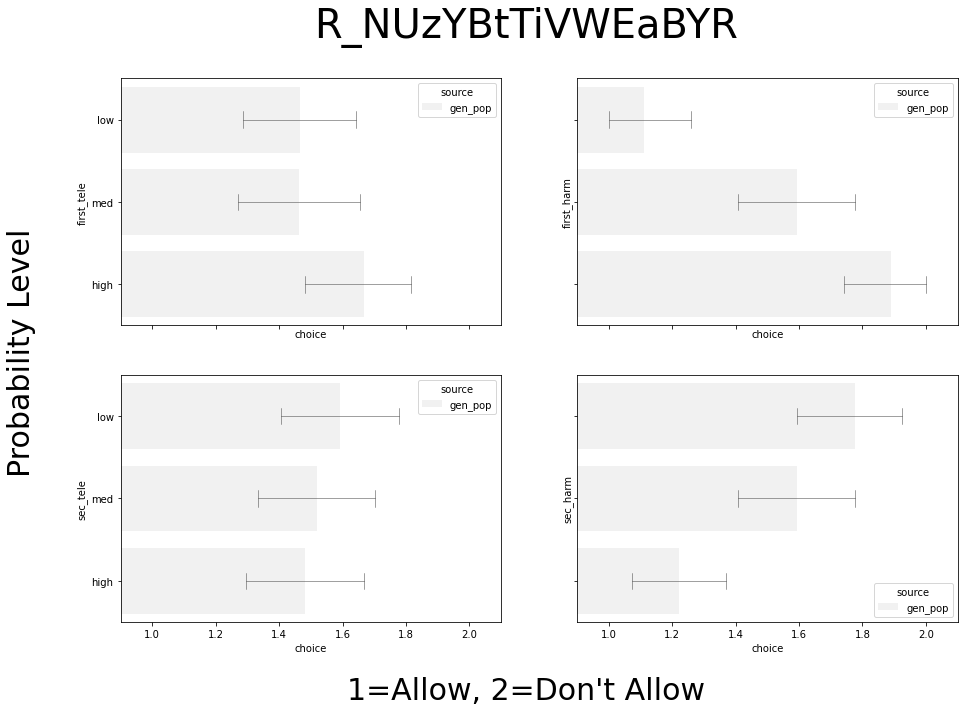 R_NUzYBtTiVWEaBYR
Probability Level
first_tele
low
med
high
source
gen_pop
choice
first_harm
source
gen_pop
choice
sec_tele
low
med
high
source
gen_pop
1.0 1.2 1.4 1.6 1.8 2.0
choice
sec_harm
source
gen_pop
1.0 1.2 1.4 1.6 1.8 2.0
choice
1=Allow, 2=Don't Allow